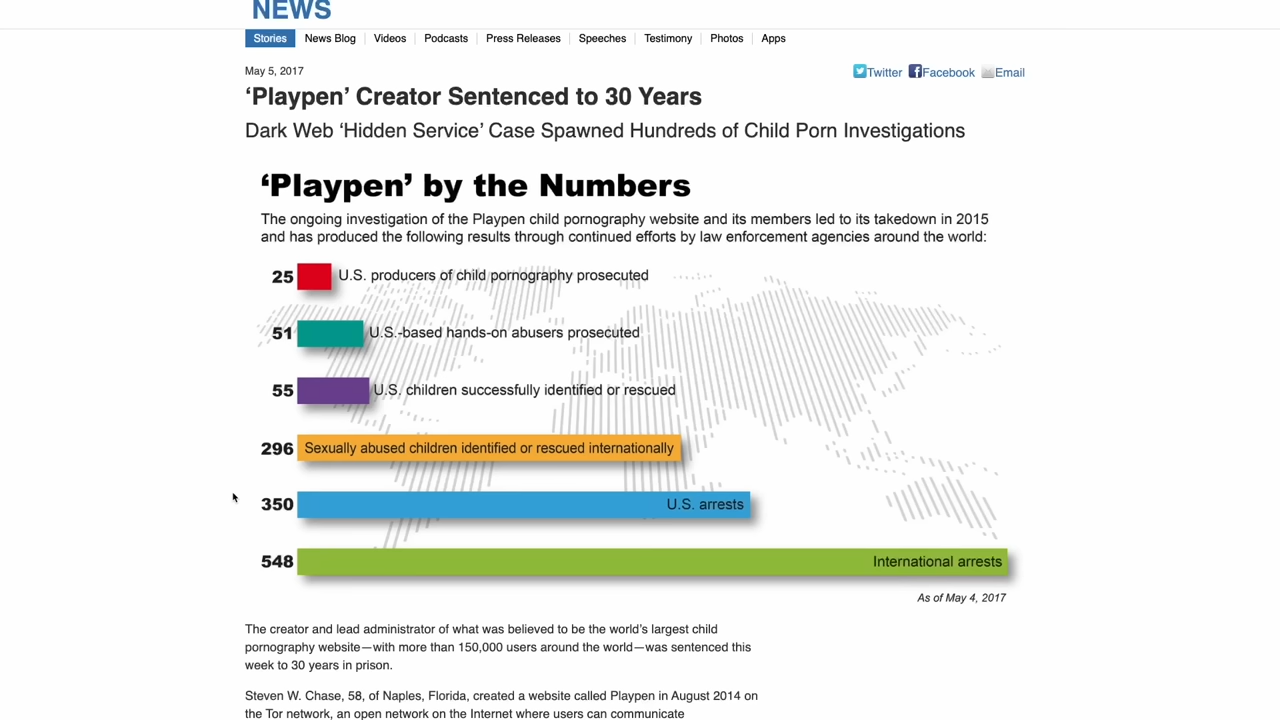 NEWS
Stories News Blog Videos Podcasts Press Releases Speeches Testimony Photos Apps
May 5, 2017
Twitter Facebook Email
‘Playpen’ Creator Sentenced to 30 Years
Dark Web ‘Hidden Service’ Case Spawned Hundreds of Child Porn Investigations
‘Playpen’ by the Numbers
The ongoing investigation of the Playpen child pornography website and its members led to its takedown in 2015
and has produced the following results through continued efforts by law enforcement agencies around the world:
25 U.S. producers of child pornography prosecuted
51 U.S.-based hands-on abusers prosecuted
55 U.S. children successfully identified or rescued
296 Sexually abused children identified or rescued internationally
350 U.S. arrests
548 International arrests
As of May 4, 2017
The creator and lead administrator of what was believed to be the world’s largest child
pornography website—with more than 150,000 users around the world—was sentenced this
week to 30 years in prison.
Steven W. Chase, 58, of Naples, Florida, created a website called Playpen in August 2014 on
the Tor network, an open network on the Internet where users can communicate